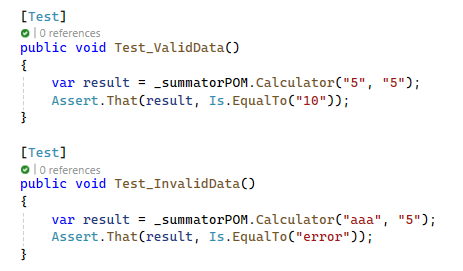 [Test]
| 0 references
public void Test_ValidData()
{
var result = _summatorPOM.Calculator("5", "5");
Assert.That(result, Is.EqualTo("10"));
}
[Test]
| 0 references
public void Test_InvalidData()
{
var result = _summatorPOM.Calculator("aaa", "5");
Assert.That(result, Is.EqualTo("error"));
}